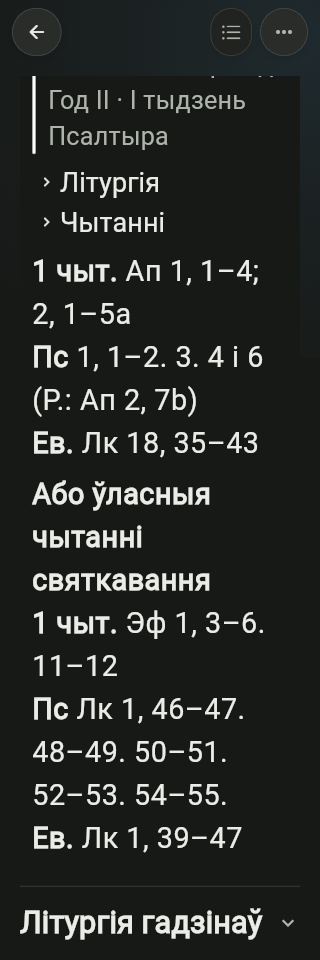 Год II · I тыдзень
Псалтыра
Літургія
Чытанні
1 чыт. Ап 1, 1–4;
2, 1–5а
Пс 1, 1–2. 3. 4 і 6
(Р.: Ап 2, 7b)
Ев. Лк 18, 35–43
Або ўласныя
чытанні
святкавання
1 чыт. Эф 1, 3–6.
11–12
Пс Лк 1, 46–47.
48–49. 50–51.
52–53. 54–55.
Ев. Лк 1, 39–47
Літургія гадзінаў